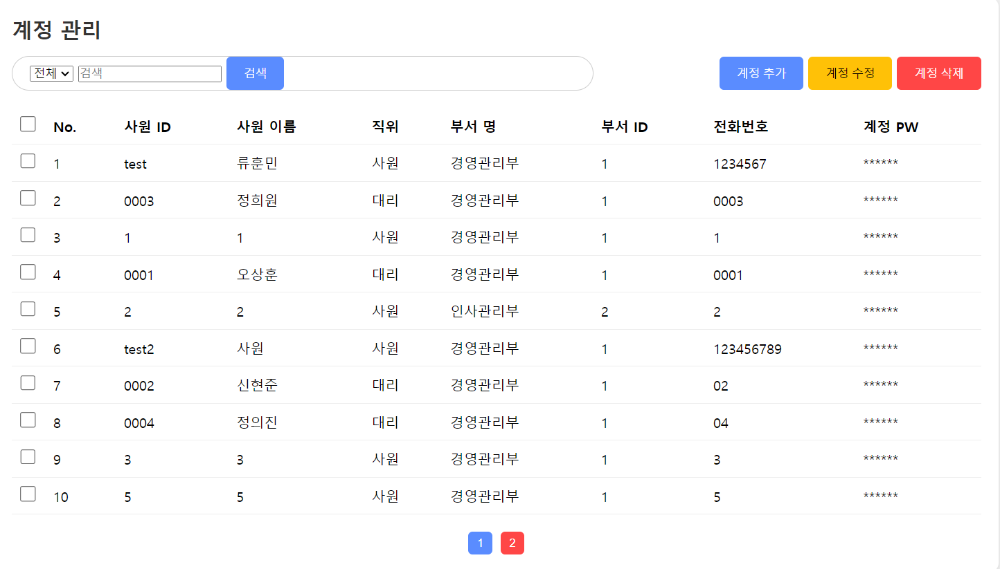 계정 관리
전체 검색 검색 계정 추가 계정 수정 계정 삭제
No. 사원 ID 사원 이름 직위 부서 명 부서 ID 전화번호 계정 PW
1 test 류훈민 사원 경영관리부 1 1234567 ******
2 0003 정희원 대리 경영관리부 1 0003 ******
3 1 1 사원 경영관리부 1 1 ******
4 0001 오상훈 대리 경영관리부 1 0001 ******
5 2 2 사원 인사관리부 2 2 ******
6 test2 사원 사원 경영관리부 1 123456789 ******
7 0002 신현준 대리 경영관리부 1 02 ******
8 0004 정의진 대리 경영관리부 1 04 ******
9 3 3 사원 경영관리부 1 3 ******
10 5 5 사원 경영관리부 1 5 ******
1 2